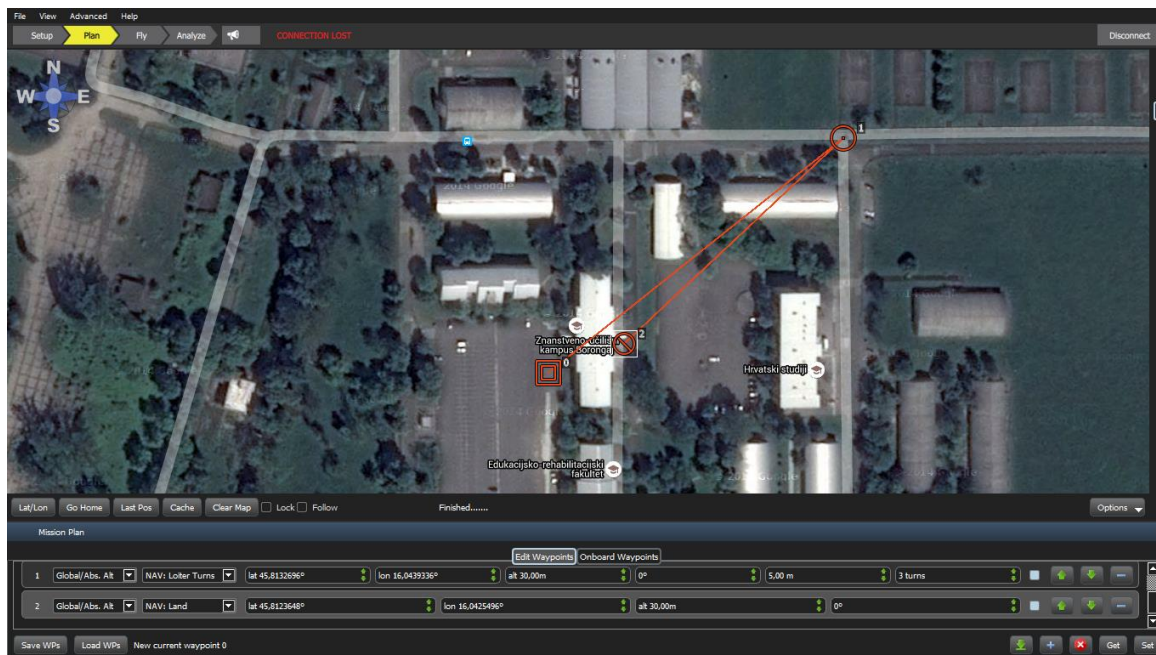 File View Advanced Help
Setup Plan Fly Analyze CONNECTION LOST Disconnect
N
W E
S
1
2014 Google
2
Znanstveno-učilis
kampus Borongaj
0
Hrvatski studiji
Edukacijsko-rehabilitacijski
fakultet
Lat/Lon Go Home Last Pos Cache Clear Map Lock Follow Finished....... Options
Mission Plan
Edit Waypoints Onboard Waypoints
1 Global/Abs. Alt NAV: Loiter Turns lat 45,8132696° lon 16,0439336° alt 30,00m 0° 5,00 m 3 turns
2 Global/Abs. Alt NAV: Land lat 45,8123648° lon 16,0425496° alt 30,00m 0°
Save WPs Load WPs New current waypoint 0 Get Set